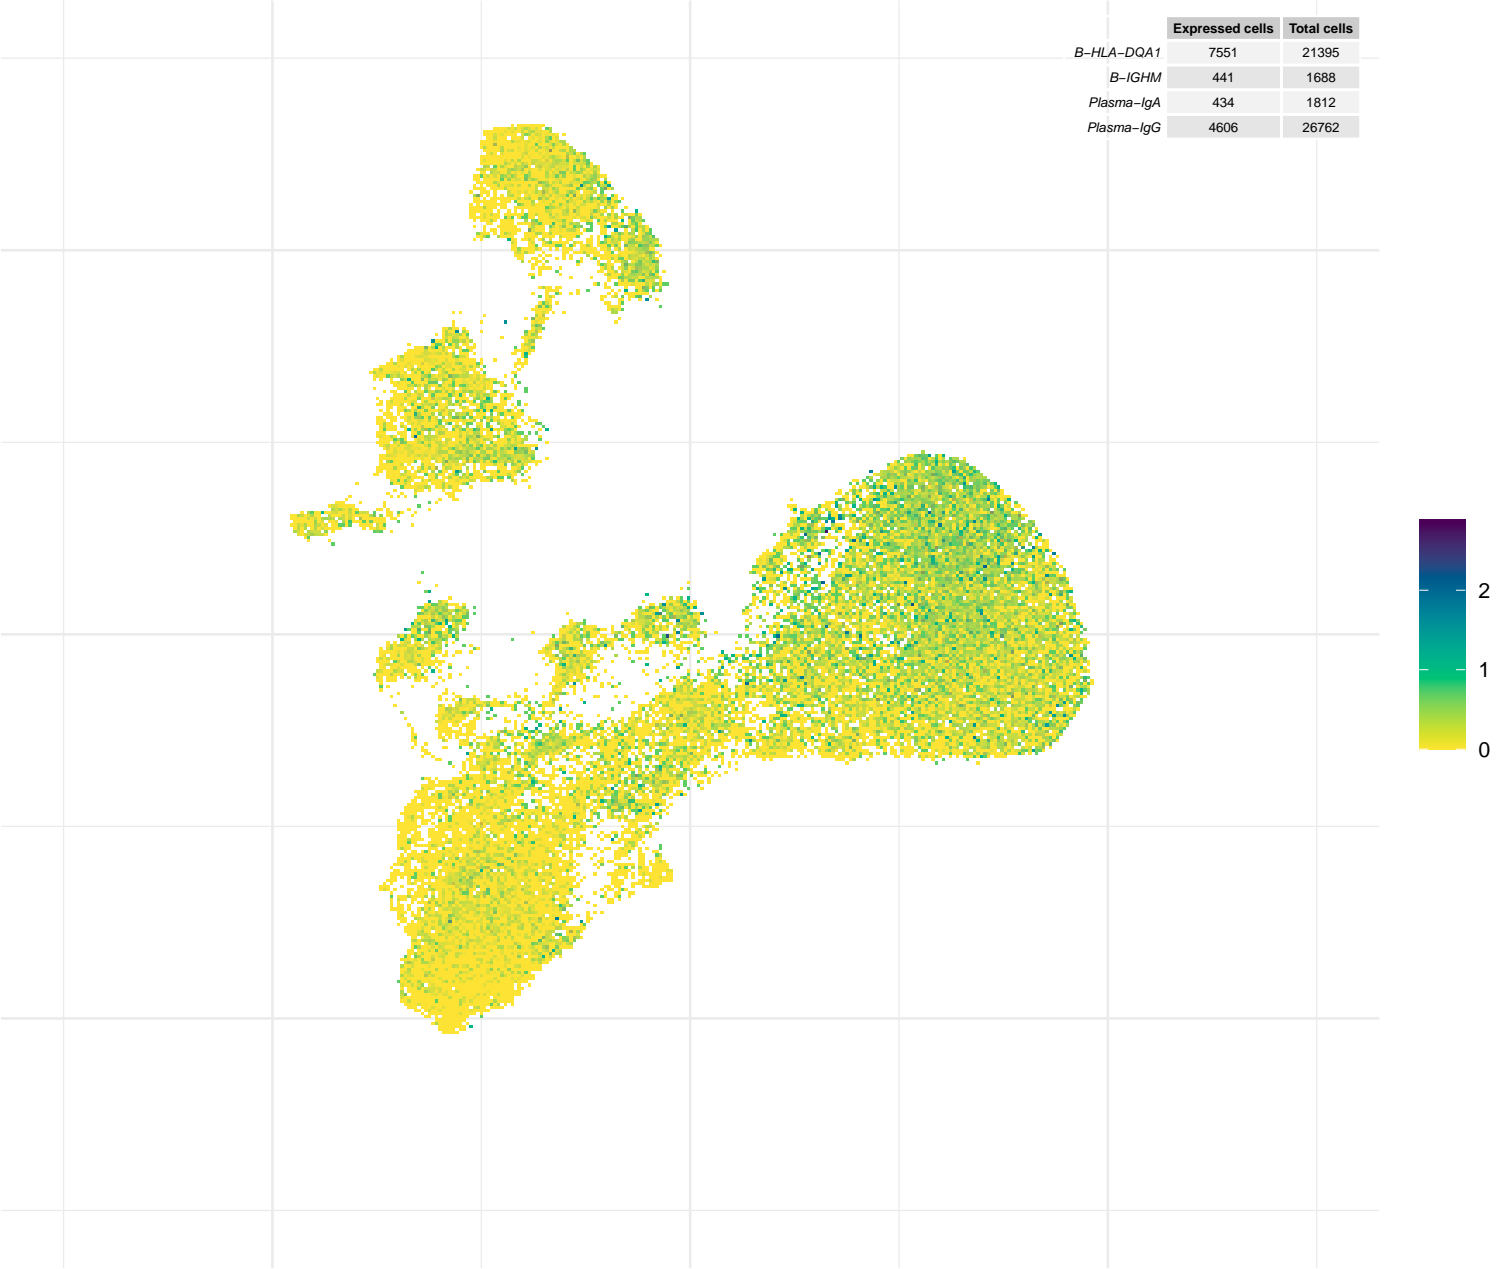 Expressed cells Total cells
B−HLA−DQA1 7551 21395
B−IGHM 441 1688
Plasma−IgA 434 1812
Plasma−IgG 4606 26762
2
1
0